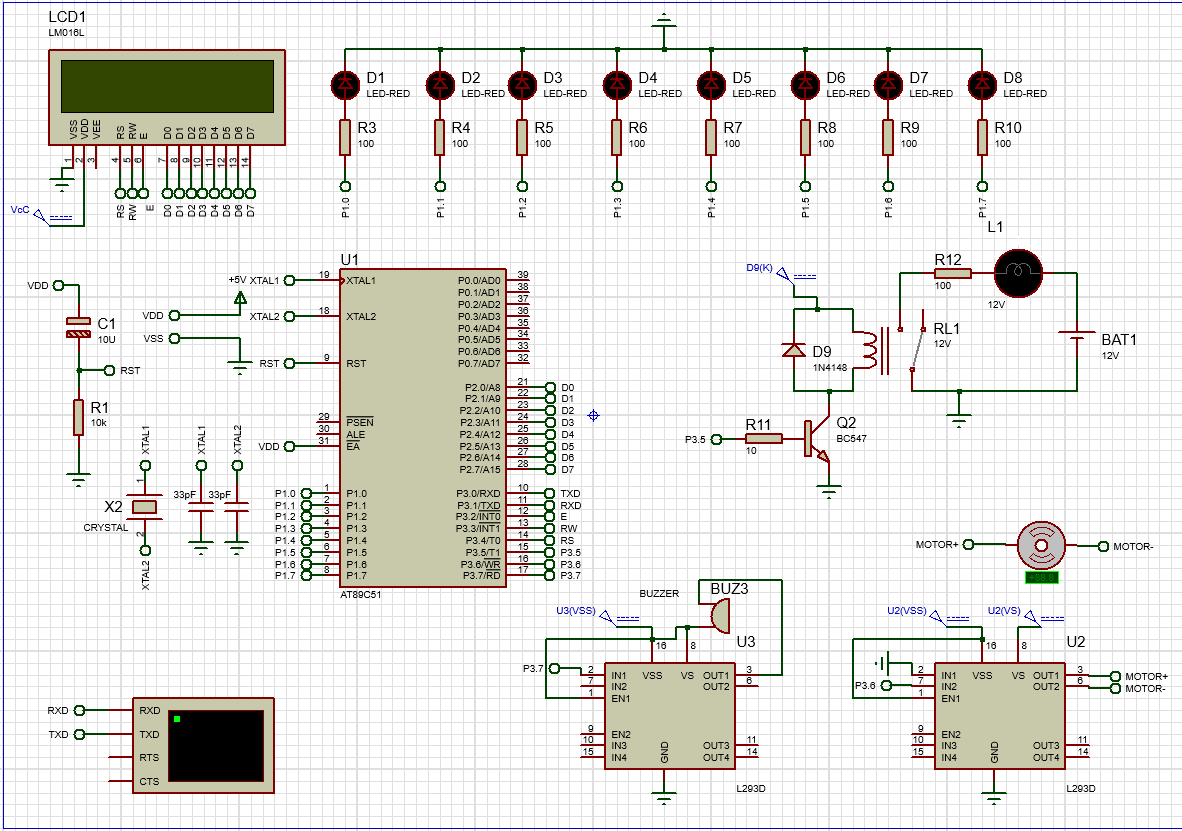 LCD1
LM016L
VSS
VDD
VEE
RS
RW
E
D0
D1
D2
D3
D4
D5
D6
D7
1
2
3
4
5
6
7
8
9
10
11
12
13
14
RS
RW
E
D0
D1
D2
D3
D4
D5
D6
D7
VcC
D1
LED-RED
D2
LED-RED
D3
LED-RED
D4
LED-RED
D5
LED-RED
D6
LED-RED
D7
LED-RED
D8
LED-RED
R3
100
R4
100
R5
100
R6
100
R7
100
R8
100
R9
100
R10
100
P1.0
P1.1
P1.2
P1.3
P1.4
P1.5
P1.6
P1.7
VDD
C1
10U
RST
R1
10k
+5V
VDD
VSS
XTAL1
XTAL2
RST
VDD
XTAL1
1
X2
CRYSTAL
2
XTAL2
XTAL1
33pF
XTAL2
33pF
U1
19 XTAL1
18 XTAL2
9 RST
29 PSEN
30 ALE
31 EA
P1.0 1 P1.0
P1.1 2 P1.1
P1.2 3 P1.2
P1.3 4 P1.3
P1.4 5 P1.4
P1.5 6 P1.5
P1.6 7 P1.6
P1.7 8 P1.7
P0.0/AD0 39
P0.1/AD1 38
P0.2/AD2 37
P0.3/AD3 36
P0.4/AD4 35
P0.5/AD5 34
P0.6/AD6 33
P0.7/AD7 32
P2.0/A8 21 D0
P2.1/A9 22 D1
P2.2/A10 23 D2
P2.3/A11 24 D3
P2.4/A12 25 D4
P2.5/A13 26 D5
P2.6/A14 27 D6
P2.7/A15 28 D7
P3.0/RXD 10 TXD
P3.1/TXD 11 RXD
P3.2/INT0 12 E
P3.3/INT1 13 RW
P3.4/T0 14 RS
P3.5/T1 15 P3.5
P3.6/WR 16 P3.6
P3.7/RD 17 P3.7
AT89C51
D9(K)
D9
1N4148
P3.5
R11
10
Q2
BC547
RL1
12V
R12
100
L1
12V
BAT1
12V
MOTOR+
MOTOR-
BUZZER
BUZ3
U3(VSS)
U3
16
8
P3.7
2 IN1 VSS VS OUT1 3
7 IN2 OUT2 6
1 EN1
9 EN2
10 IN3 OUT3 11
15 IN4 OUT4 14
GND
L293D
U2(VSS)
U2(VS)
U2
16
8
P3.6
2 IN1 VSS VS OUT1 3 MOTOR+
7 IN2 OUT2 6 MOTOR-
1 EN1
9 EN2
10 IN3 OUT3 11
15 IN4 OUT4 14
GND
L293D
RXD RXD
TXD TXD
RTS
CTS